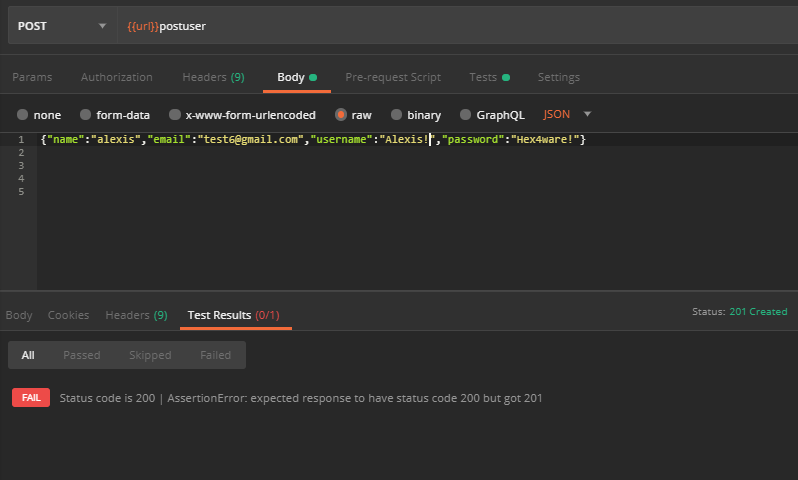 POST {{url}}postuser
Params Authorization Headers (9) Body Pre-request Script Tests Settings
none form-data x-www-form-urlencoded raw binary GraphQL JSON
1 {"name":"alexis","email":"test6@gmail.com","username":"Alexis!","password":"Hex4ware!"}
2
3
4
5
Body Cookies Headers (9) Test Results (0/1) Status: 201 Created
All Passed Skipped Failed
FAIL Status code is 200 | AssertionError: expected response to have status code 200 but got 201